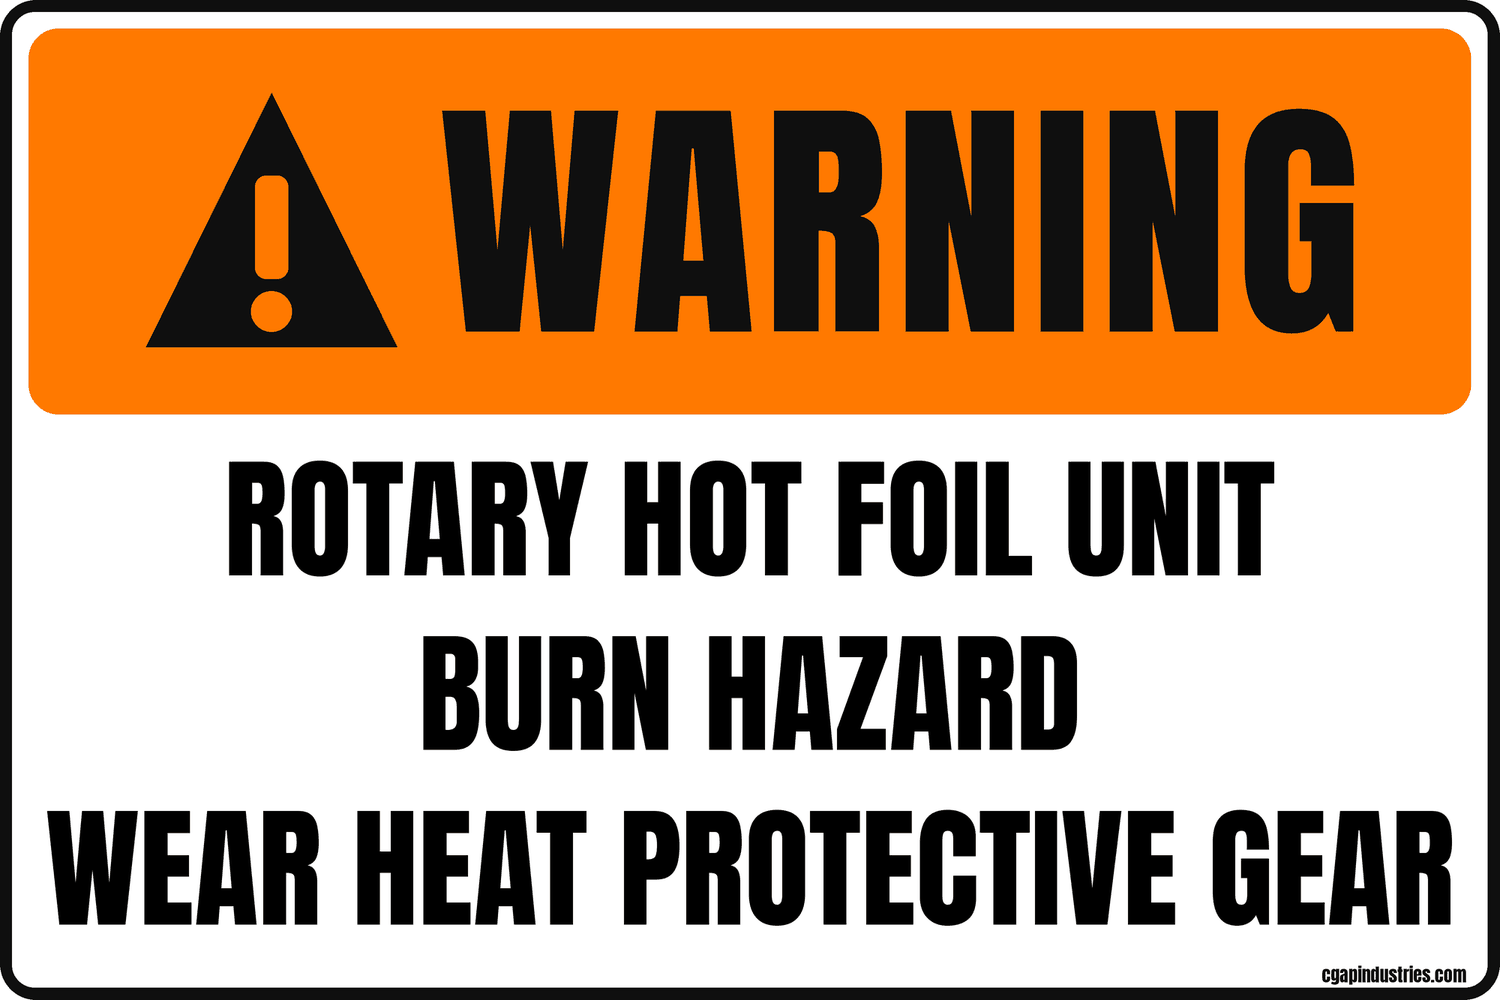 WARNING
ROTARY HOT FOIL UNIT
BURN HAZARD
WEAR HEAT PROTECTIVE GEAR
cgapindustries.com